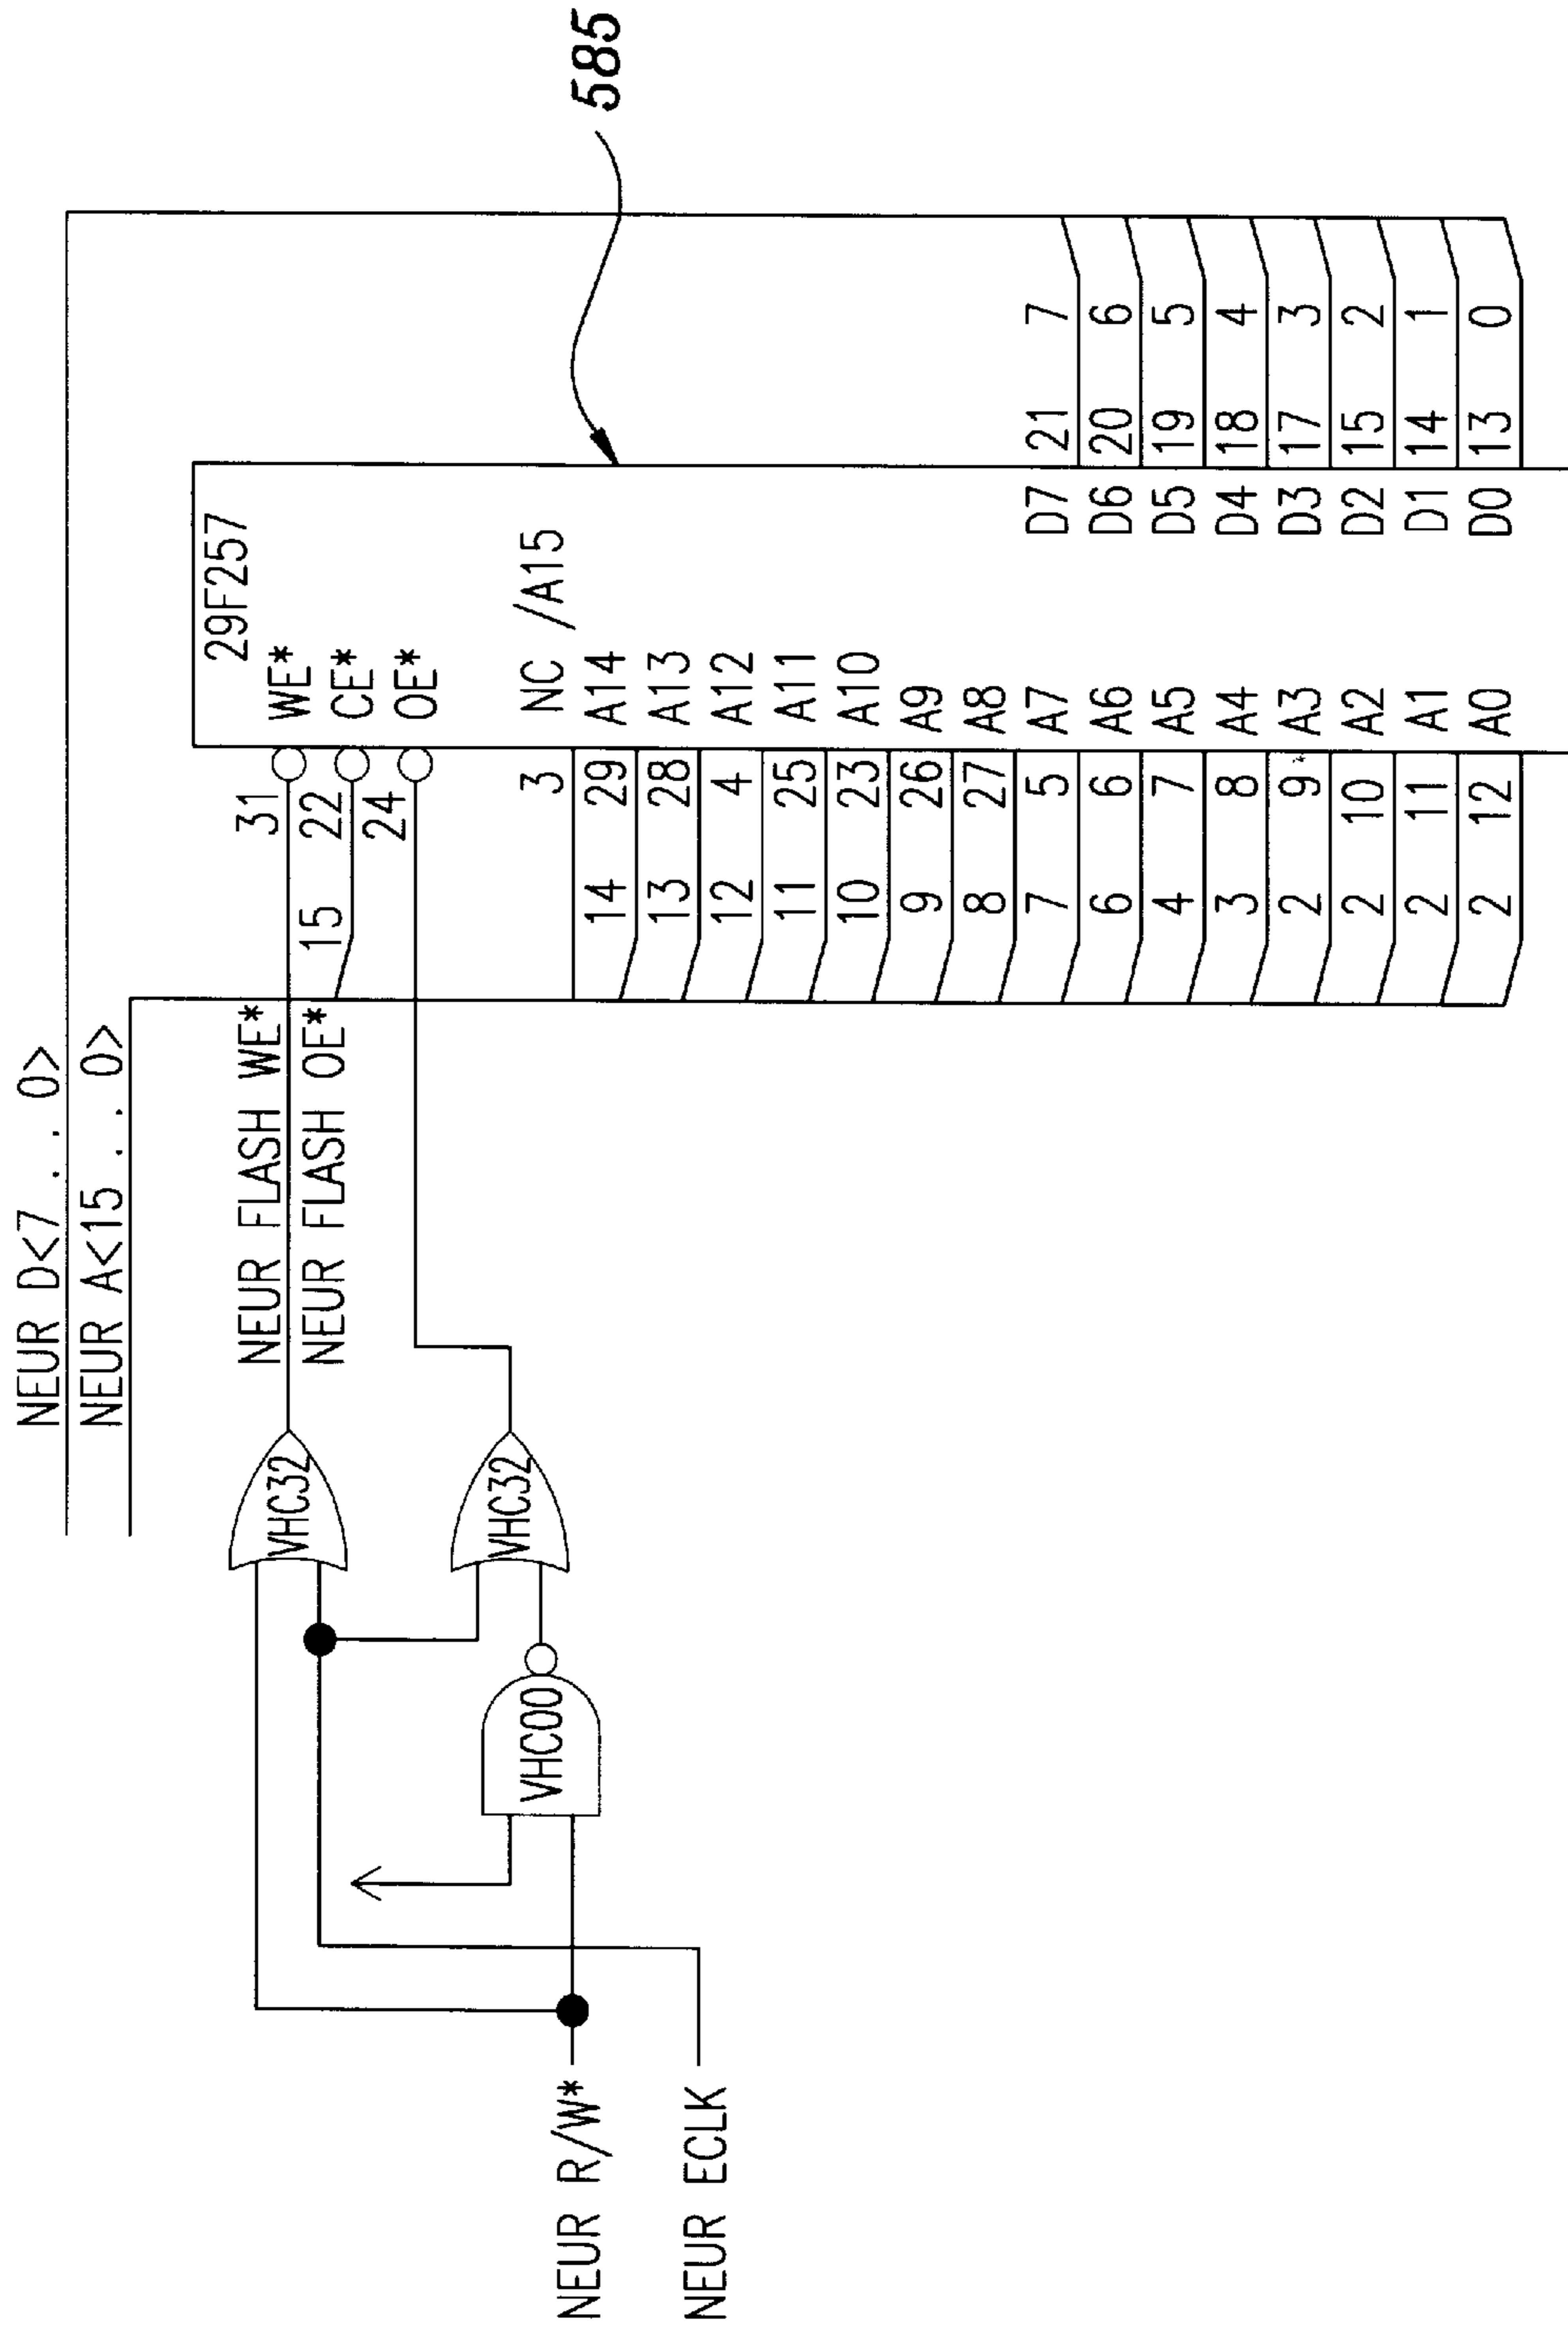 NEUR D<7 . . . 0>
NEUR A<15 . . . 0>
585
29F257
NEUR FLASH WE* 31 WE*
NEUR FLASH OE* 15 22 CE*
24 OE*
3 NC /A15
14 29 A14
13 28 A13
12 4 A12
11 25 A11
10 23 A10
9 26 A9
8 27 A8
7 5 A7 D7 21 7
6 6 A6 D6 20 6
4 7 A5 D5 19 5
3 8 A4 D4 18 4
2 9 A3 D3 17 3
2 10 A2 D2 15 2
2 11 A1 D1 14 1
2 12 A0 D0 13 0
VHC32
VHC32
VHC00
NEUR R/W*
NEUR ECLK